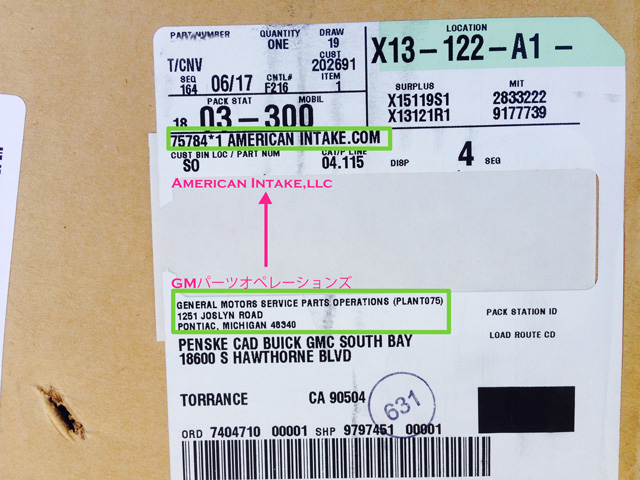 PART NUMBER
QUANTITY
ONE
DRAW
19
LOCATION
X13-122-A1-
T/CNV
CUST
202691
SEQ
164
06/17
CNTL#
F216
ITEM
1
PACK STAT
MOBIL
18
03-300
SURPLUS
MIT
X15119S1
2833222
X13121R1
9177739
75784*1 AMERICAN INTAKE.COM
CUST BIN LOC / PART NUM
CAT/P LINE
SO
04.115
DISP
4
SEG
American Intake,llc
GMパーツオペレーションズ
GENERAL MOTORS SERVICE PARTS OPERATIONS (PLANT075)
1251 JOSLYN ROAD
PONTIAC, MICHIGAN 48340
PACK STATION ID
LOAD ROUTE CD
PENSKE CAD BUICK GMC SOUTH BAY
18600 S HAWTHORNE BLVD
TORRANCE
CA 90504
631
ORD 7404710 00001 SHP 9797451 00001